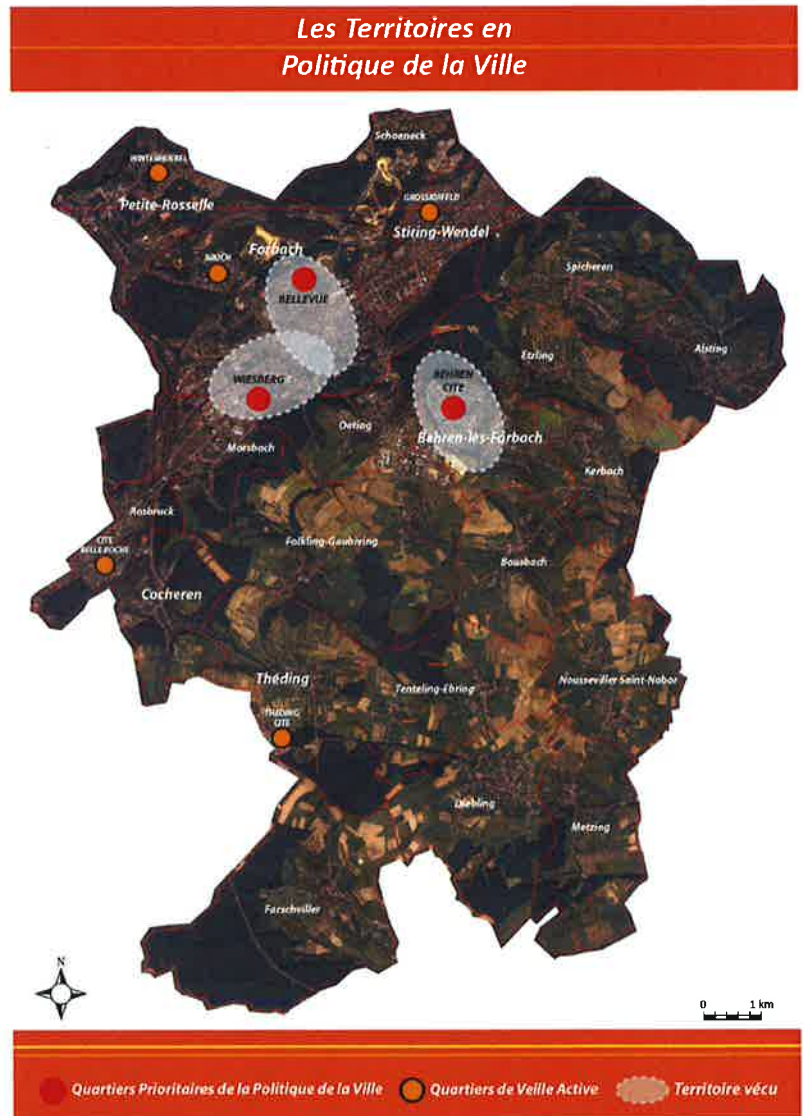 Les Territoires en
Politique de la Ville
Schoeneck
Petite-Rosselle
GROSSKIFFELD
Stiring-Wendel
Forbach
Spicheren
BELLEVUE
Alsting
Etzling
WIESBERG
BEHREN
CITE
Oeting
Behren-lès-Forbach
Morsbach
Kerbach
Rosbruck
Folkling-Gaubiving
CITE
BELLE-ROCHE
Bousbach
Cocheren
Théding
Tenteling-Ebring
Nousseviller Saint-Nabor
THEDING
CITE
Diebling
Metzing
Farschviller
N
0 1 km
Quartiers Prioritaires de la Politique de la Ville Quartiers de Veille Active Territoire vécu